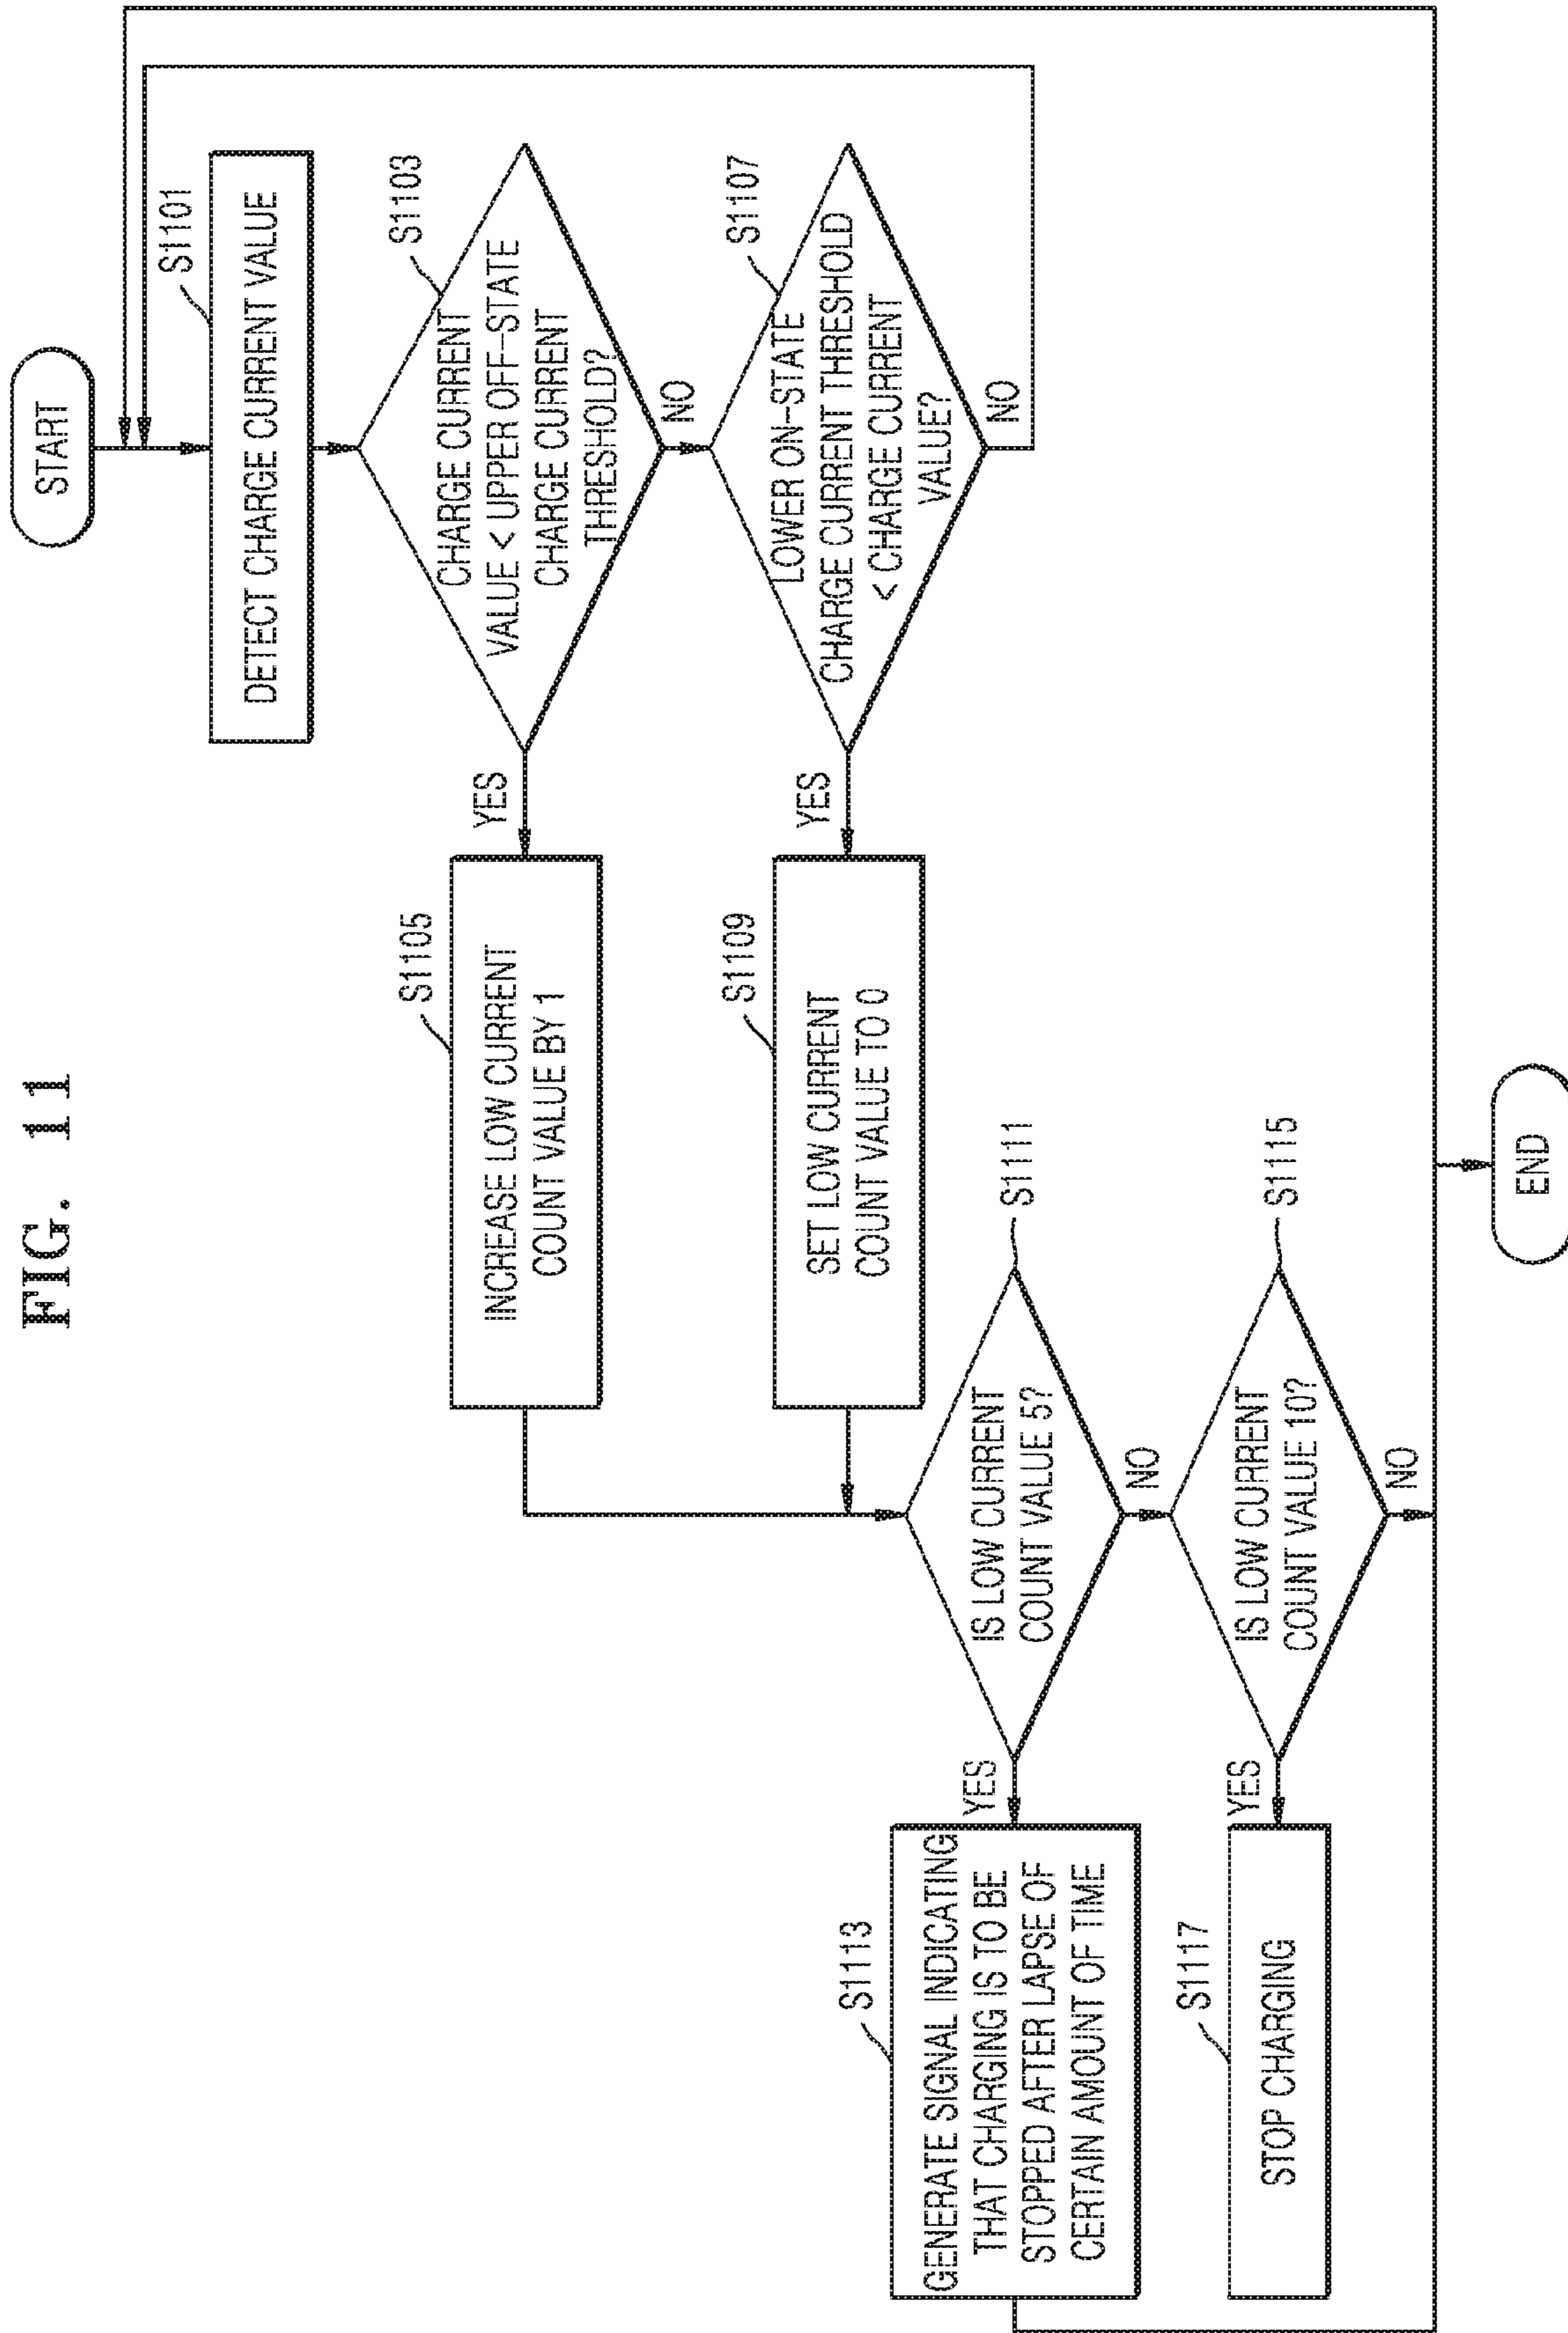 FIG. 11
START
S1101
DETECT CHARGE CURRENT VALUE
S1103
CHARGE CURRENT
VALUE < UPPER OFF-STATE
CHARGE CURRENT
THRESHOLD?
YES
NO
S1105
INCREASE LOW CURRENT
COUNT VALUE BY 1
S1107
LOWER ON-STATE
CHARGE CURRENT THRESHOLD
< CHARGE CURRENT
VALUE?
YES
NO
S1109
SET LOW CURRENT
COUNT VALUE TO 0
S1111
IS LOW CURRENT
COUNT VALUE 5?
YES
NO
S1113
GENERATE SIGNAL INDICATING
THAT CHARGING IS TO BE
STOPPED AFTER LAPSE OF
CERTAIN AMOUNT OF TIME
S1115
IS LOW CURRENT
COUNT VALUE 10?
YES
NO
S1117
STOP CHARGING
END